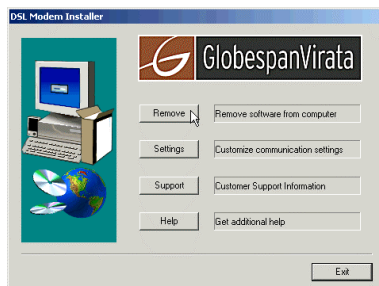 DSL Modem Installer
GlobespanVirata
Remove Remove software from computer
Settings Customize communication settings
Support Customer Support Information
Help Get additional help
Exit